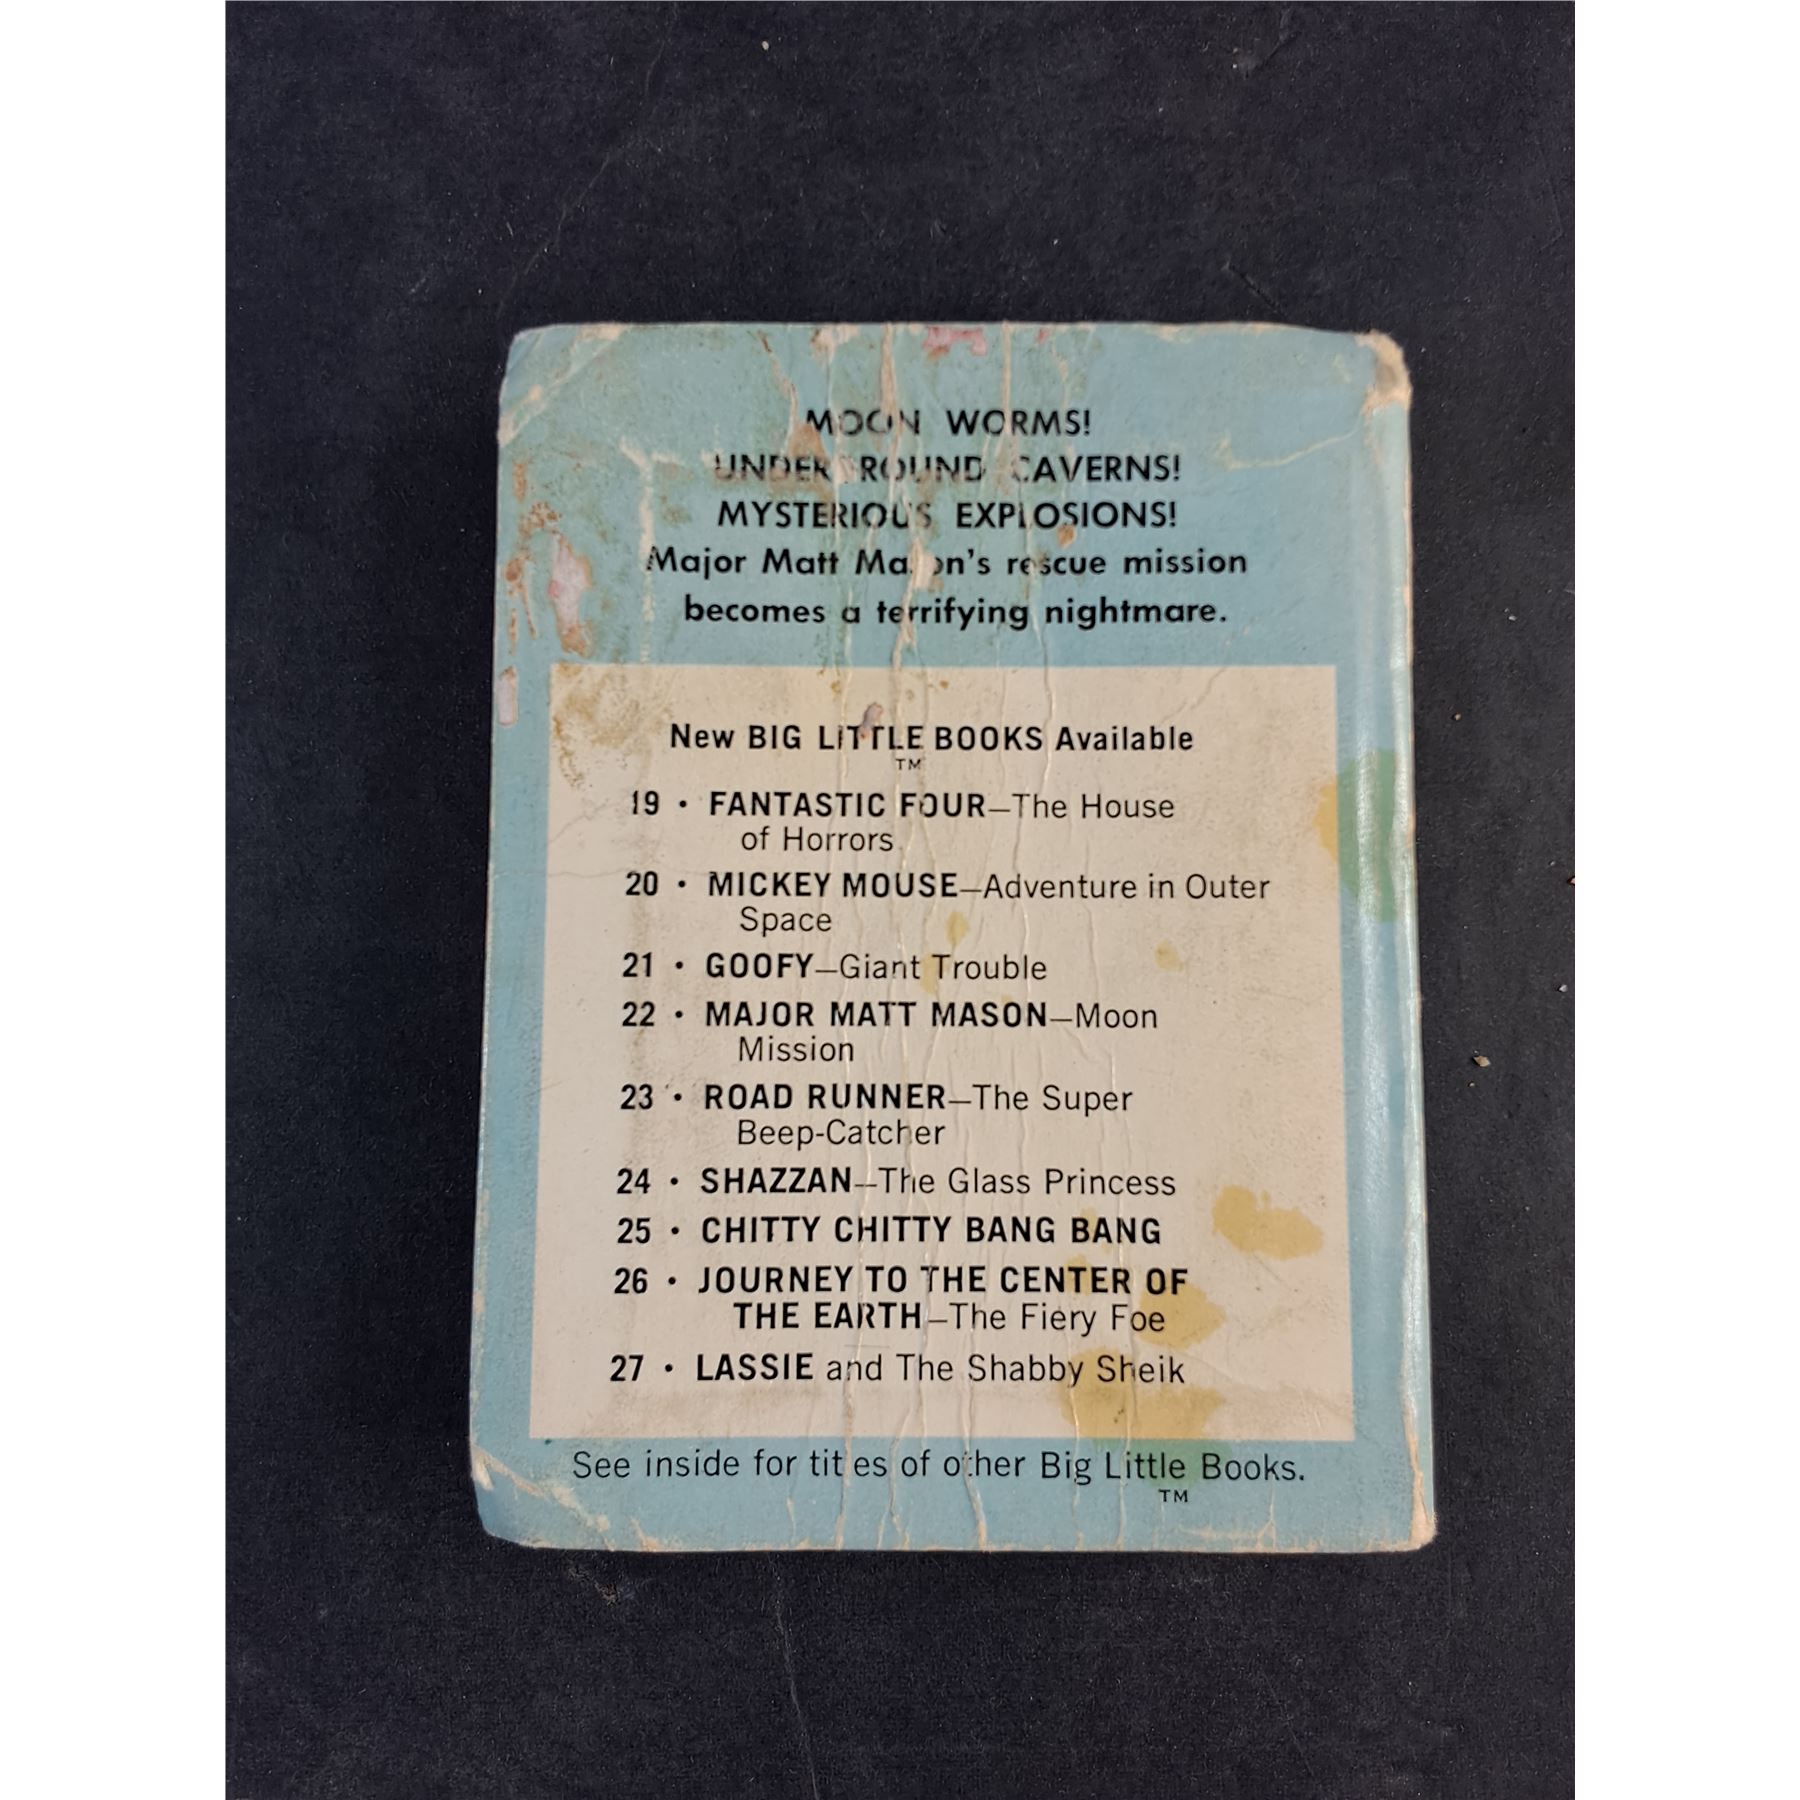 MOON WORMS!
UNDERGROUND CAVERNS!
MYSTERIOUS EXPLOSIONS!
Major Matt Mason's rescue mission
becomes a terrifying nightmare.
New BIG LITTLE BOOKS Available
TM
19 • FANTASTIC FOUR—The House
of Horrors
20 • MICKEY MOUSE—Adventure in Outer
Space
21 • GOOFY—Giant Trouble
22 • MAJOR MATT MASON—Moon
Mission
23 • ROAD RUNNER—The Super
Beep-Catcher
24 • SHAZZAN—The Glass Princess
25 • CHITTY CHITTY BANG BANG
26 • JOURNEY TO THE CENTER OF
THE EARTH—The Fiery Foe
27 • LASSIE and The Shabby Sheik
See inside for titles of other Big Little Books.
TM